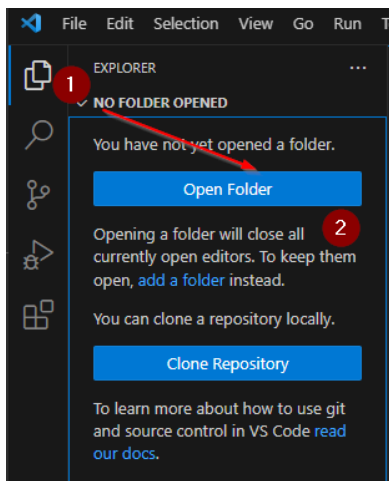 File Edit Selection View Go Run
EXPLORER ...
1
NO FOLDER OPENED
You have not yet opened a folder.
Open Folder
2
Opening a folder will close all
currently open editors. To keep them
open, add a folder instead.
You can clone a repository locally.
Clone Repository
To learn more about how to use git
and source control in VS Code read
our docs.